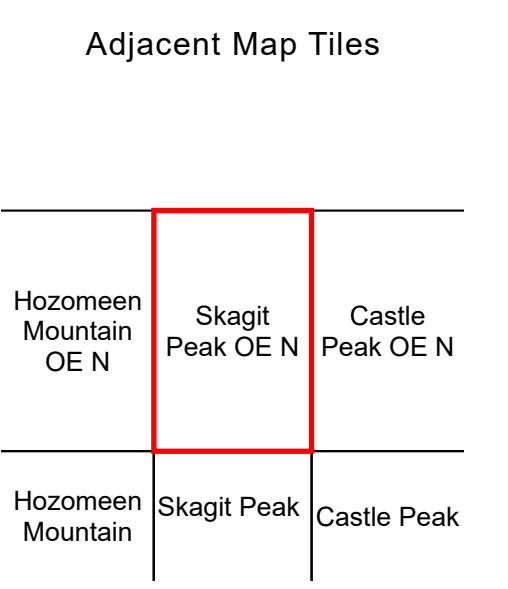 Adjacent Map Tiles
Hozomeen
Mountain
OE N
Skagit
Peak OE N
Castle
Peak OE N
Hozomeen
Mountain
Skagit Peak
Castle Peak